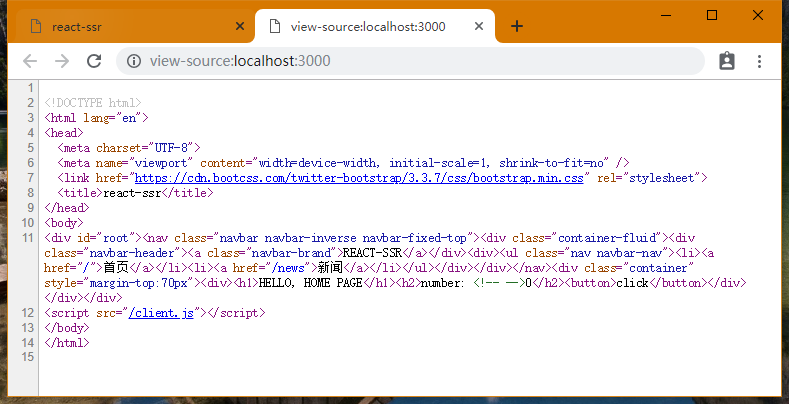 react-ssr
view-source:localhost:3000
view-source:localhost:3000
1
2 <!DOCTYPE html>
3 <html lang="en">
4 <head>
5 <meta charset="UTF-8">
6 <meta name="viewport" content="width=device-width, initial-scale=1, shrink-to-fit=no" />
7 <link href="https://cdn.bootcss.com/twitter-bootstrap/3.3.7/css/bootstrap.min.css" rel="stylesheet">
8 <title>react-ssr</title>
9 </head>
10 <body>
11 <div id="root"><nav class="navbar navbar-inverse navbar-fixed-top"><div class="container-fluid"><div
class="navbar-header"><a class="navbar-brand">REACT-SSR</a></div><div><ul class="nav navbar-nav"><li><a
href="/">首页</a></li><li><a href="/news">新闻</a></li></ul></div></div></nav><div class="container"
style="margin-top:70px"><div><h1>HELLO, HOME PAGE</h1><h2>number: <!-- -->0</h2><button>click</button></div>
</div></div>
12 <script src="/client.js"></script>
13 </body>
14 </html>
15